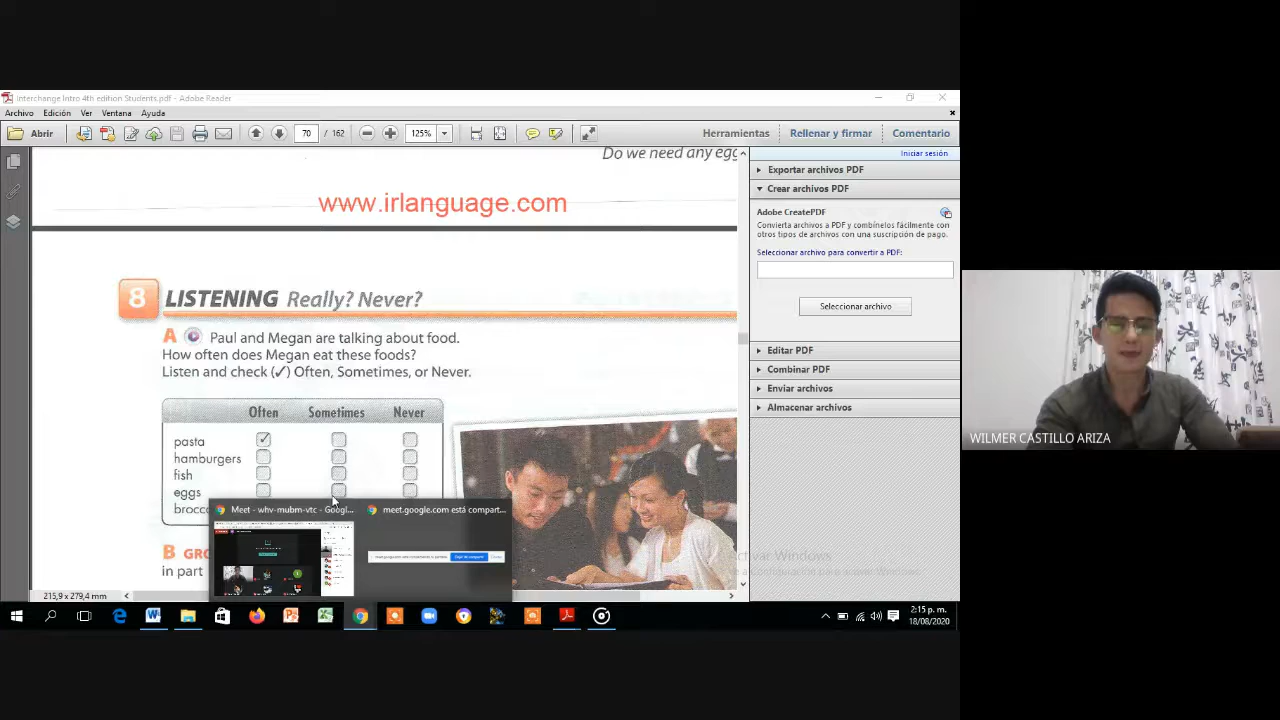 Interchange Intro 4th edition Students.pdf - Adobe Reader
Archivo Edición Ver Ventana Ayuda
Abrir 70 / 162 125% Herramientas Rellenar y firmar Comentario
Iniciar sesión
Do we need any egg
www.irlanguage.com
8 LISTENING Really? Never?
A Paul and Megan are talking about food.
How often does Megan eat these foods?
Listen and check (✓) Often, Sometimes, or Never.
Often Sometimes Never
pasta ✓
hamburgers
fish
eggs
brocc
B GRO
in part
215,9 x 279,4 mm
Exportar archivos PDF
Crear archivos PDF
Adobe CreatePDF
Convierta archivos a PDF y combínelos fácilmente con
otros tipos de archivos con una suscripción de pago.
Seleccionar archivo para convertir a PDF:
Seleccionar archivo
Editar PDF
Combinar PDF
Enviar archivos
Almacenar archivos
Meet - whv-mubm-vtc - Googl...
meet.google.com está compart...
Windows
2:15 p. m.
18/08/2020
WILMER CASTILLO ARIZA